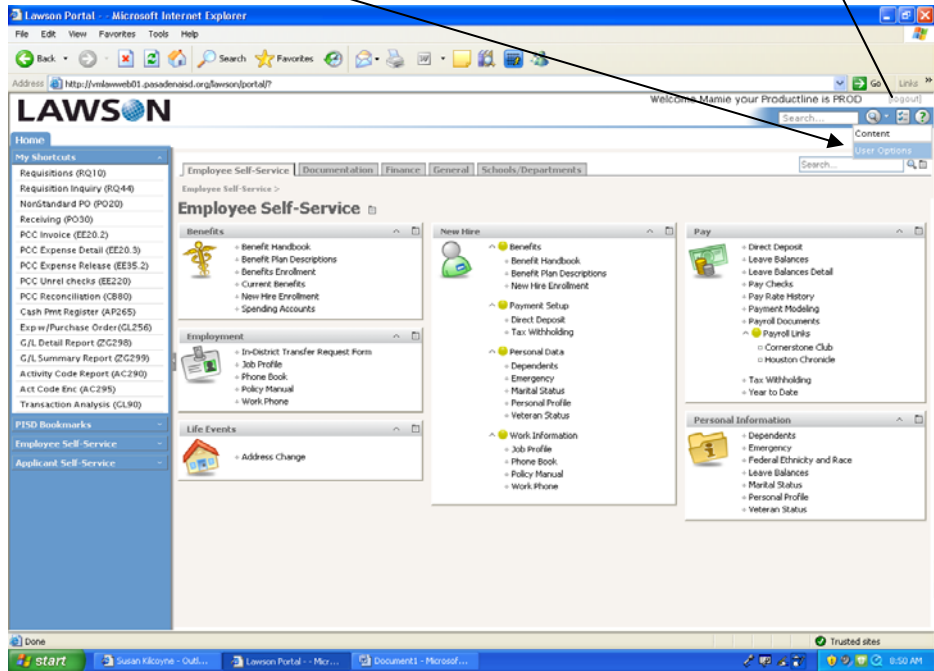 Lawson Portal - - Microsoft Internet Explorer
File Edit View Favorites Tools Help
Back Search Favorites
Address http://vmlawweb01.pasadenaisd.org/lawson/portal/? Go Links »
LAWSON
Welcome Mamie your Productline is PROD [logout]
Search...
Content
User Options
Home
My Shortcuts
Requisitions (RQ10)
Requisition Inquiry (RQ44)
NonStandard PO (PO20)
Receiving (PO30)
PCC Invoice (EE20.2)
PCC Expense Detail (EE20.3)
PCC Expense Release (EE35.2)
PCC Unrel checks (EE220)
PCC Reconciliation (CB80)
Cash Pmt Register (AP265)
Exp w/Purchase Order(GL256)
G/L Detail Report (ZG298)
G/L Summary Report (ZG299)
Activity Code Report (AC290)
Act Code Enc (AC295)
Transaction Analysis (GL90)
PISD Bookmarks
Employee Self-Service
Applicant Self-Service
Employee Self-Service Documentation Finance General Schools/Departments
Search...
Employee Self-Service >
Employee Self-Service
Benefits
Benefit Handbook
Benefit Plan Descriptions
Benefits Enrollment
Current Benefits
New Hire Enrollment
Spending Accounts
Employment
In-District Transfer Request Form
Job Profile
Phone Book
Policy Manual
Work Phone
Life Events
Address Change
New Hire
Benefits
Benefit Handbook
Benefit Plan Descriptions
New Hire Enrollment
Payment Setup
Direct Deposit
Tax Withholding
Personal Data
Dependents
Emergency
Marital Status
Personal Profile
Veteran Status
Work Information
Job Profile
Phone Book
Policy Manual
Work Phone
Pay
Direct Deposit
Leave Balances
Leave Balances Detail
Pay Checks
Pay Rate History
Payment Modeling
Payroll Documents
Payroll Links
Cornerstone Club
Houston Chronicle
Tax Withholding
Year to Date
Personal Information
Dependents
Emergency
Federal Ethnicity and Race
Leave Balances
Marital Status
Personal Profile
Veteran Status
Done Trusted sites
start Susan Kilcoyne - Outl... Lawson Portal - - Micr... Document1 - Microsof... 8:50 AM